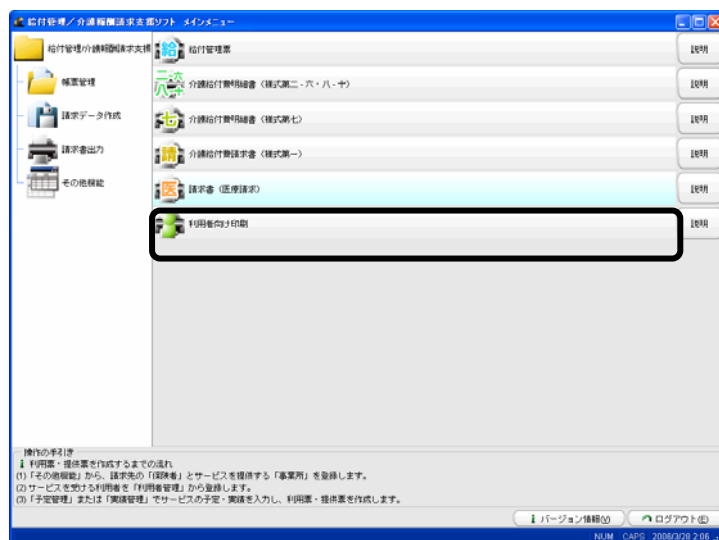 給付管理／介護報酬請求支援ソフト メインメニュー
給付管理/介護報酬請求支援
帳票管理
請求データ作成
請求書出力
その他機能
給
給付管理票
説明
二・六
八・十
介護給付費明細書（様式第二・六・八・十）
説明
七
介護給付費明細書（様式第七）
説明
請
介護給付費請求書（様式第一）
説明
医
請求書（医療請求）
説明
利用者向け印刷
説明
操作の手引き
利用票・提供票を作成するまでの流れ
(1)「その他機能」から、請求先の「保険者」とサービスを提供する「事業所」を登録します。
(2)サービスを受ける利用者を「利用者管理」から登録します。
(3)「予定管理」または「実績管理」でサービスの予定・実績を入力し、利用票・提供票を作成します。
バージョン情報(V)
ログアウト(E)
NUM CAPS 2006/3/28 2:06